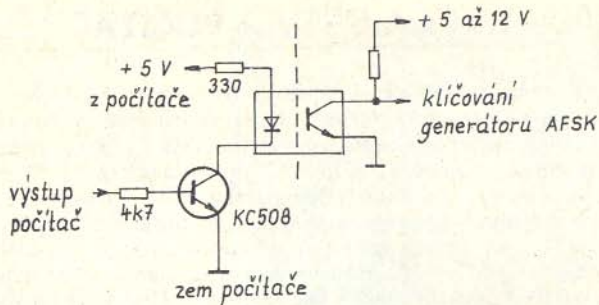 + 5 až 12 V
+ 5 V
330
z počítače
klíčování
generátoru AFSK
výstup
počítač
4k7
KC508
zem počítače